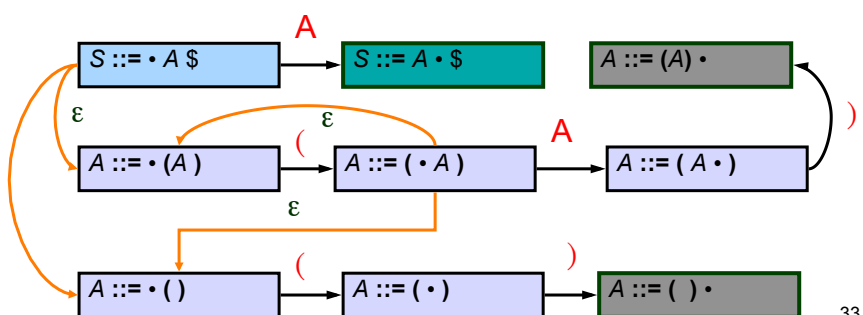 A
S ::= • A $
S ::= A • $
A ::= (A) •
ε
ε
(
A
)
A ::= • (A )
A ::= ( • A )
A ::= ( A • )
ε
(
)
A ::= • ( )
A ::= ( • )
A ::= ( ) •
33